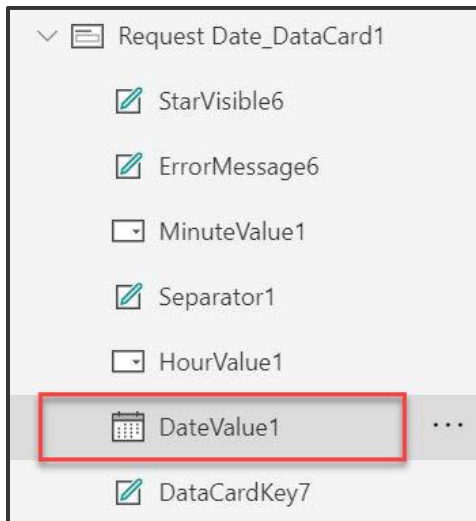 Request Date_DataCard1
StarVisible6
ErrorMessage6
MinuteValue1
Separator1
HourValue1
DateValue1
DataCardKey7